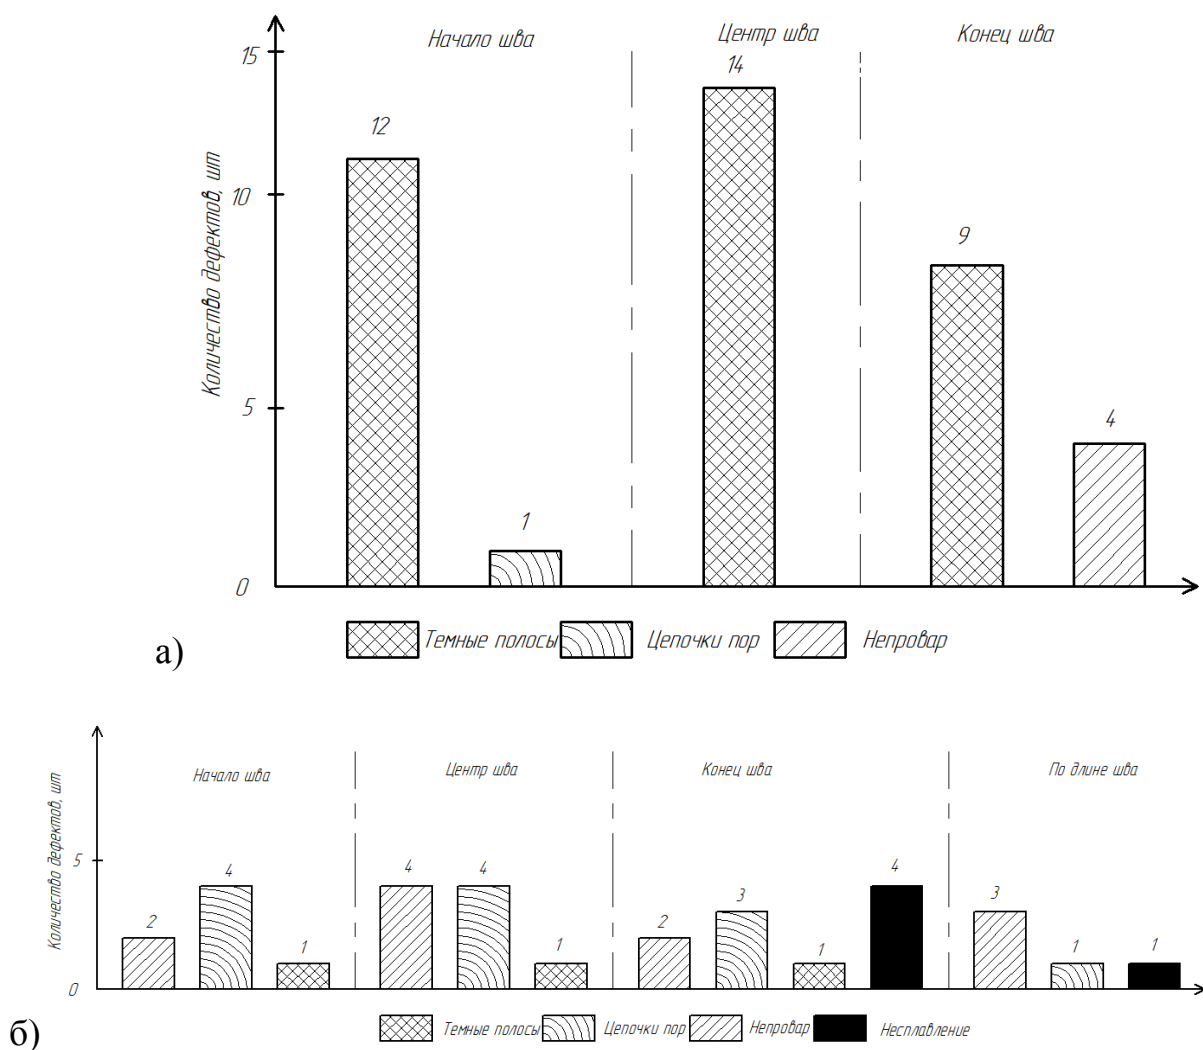 Начало шва
Центр шва
Конец шва
15
14
12
Количество дефектов, шт
10
9
5
4
1
0
Темные полосы
Цепочки пор
Непровар
а)
Начало шва
Центр шва
Конец шва
По длине шва
Количество дефектов, шт
5
2
4
1
4
4
1
2
3
1
4
3
1
1
0
Темные полосы
Цепочки пор
Непровар
Несплавление
б)